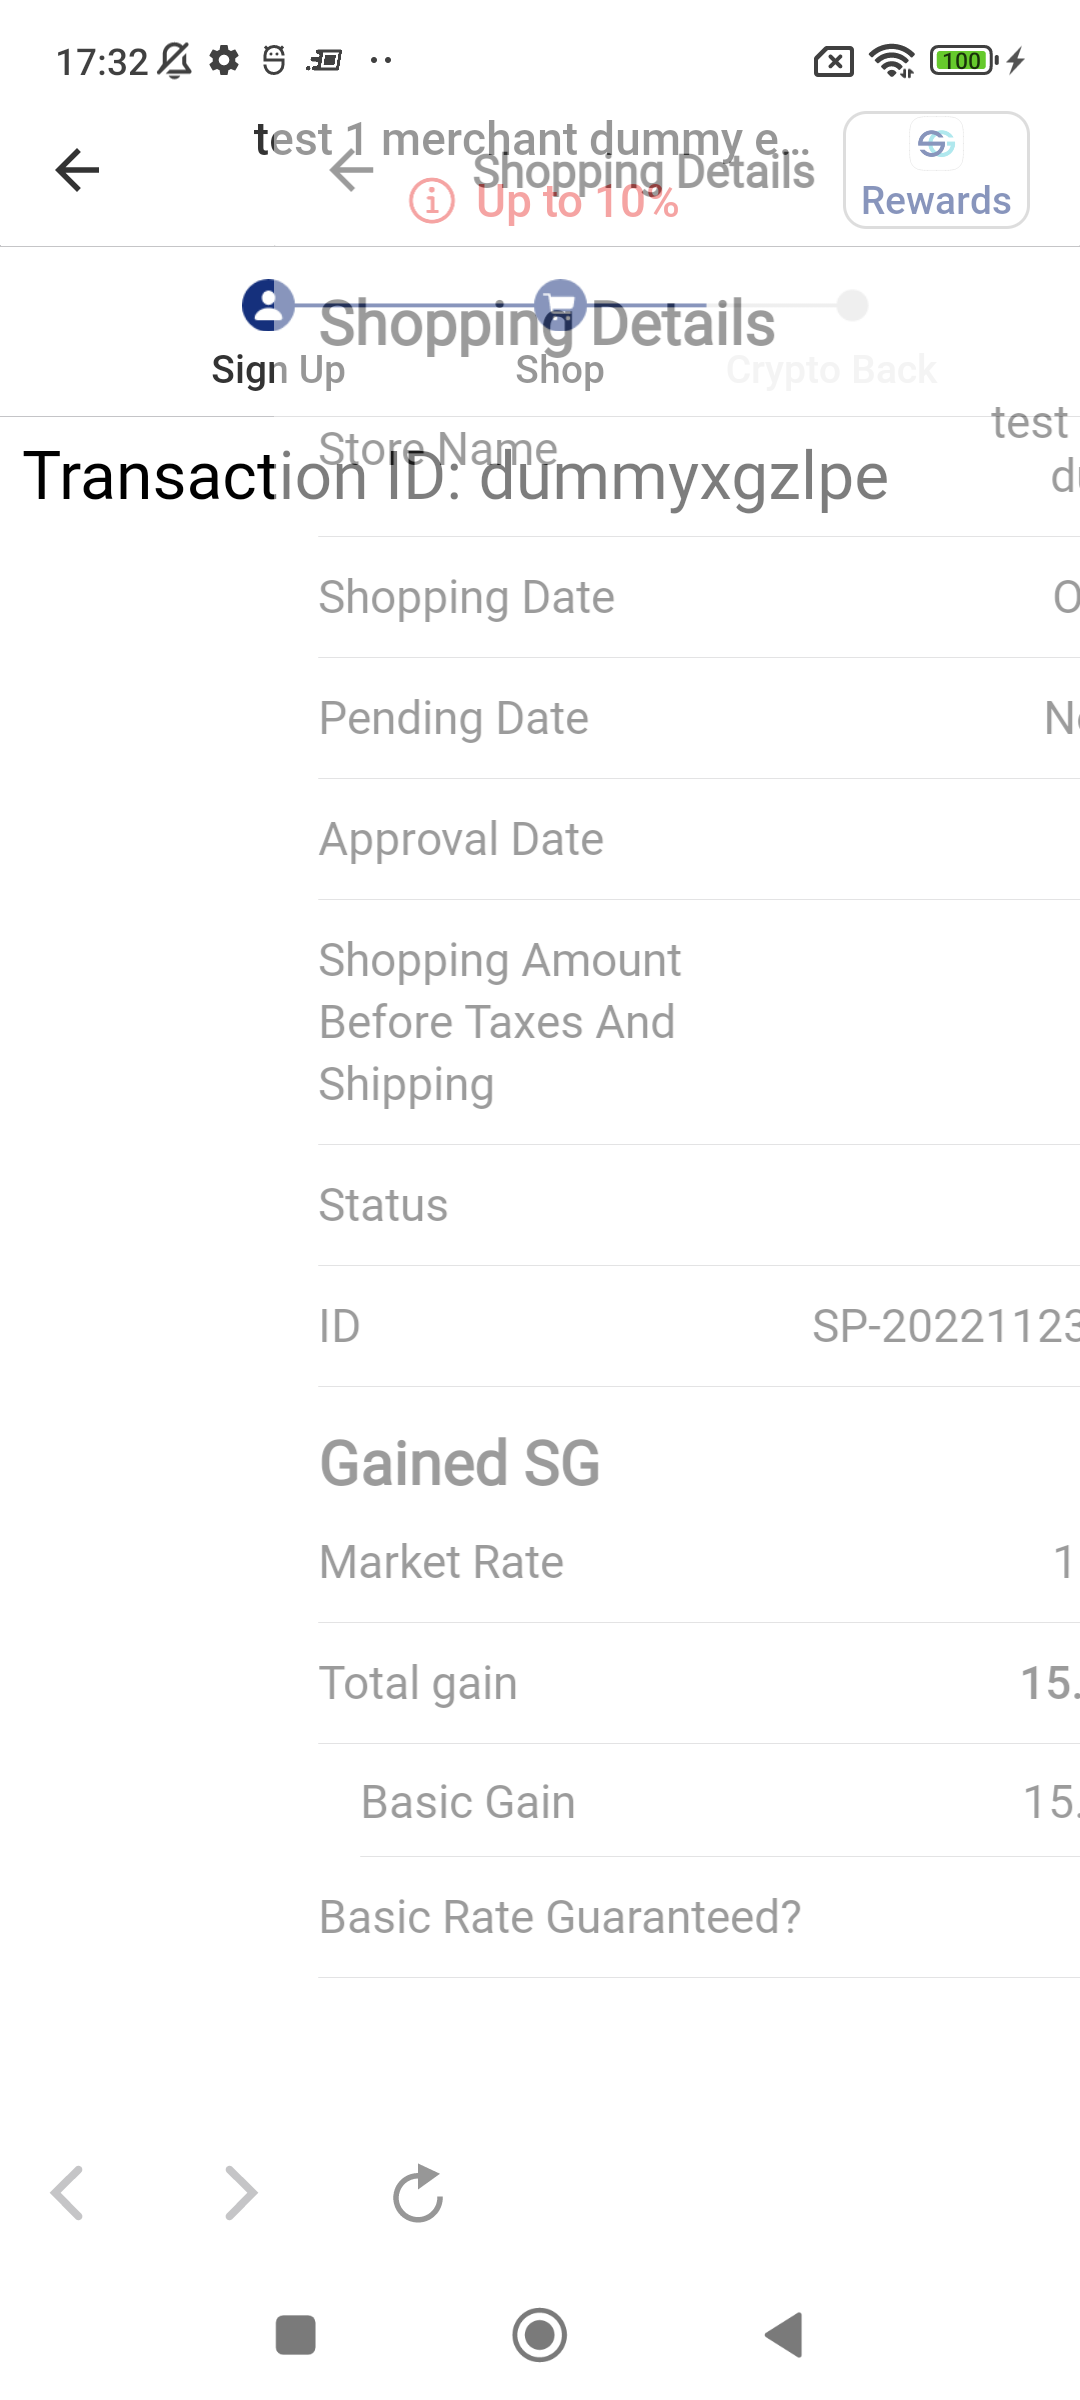 17:32
100
test 1 merchant dummy e...
Shopping Details
Up to 10%
Rewards
Shopping Details
Sign Up
Shop
Crypto Back
test
Store Name
Transaction ID: dummyxgzlpe
Shopping Date
Pending Date
Approval Date
Shopping Amount
Before Taxes And
Shipping
Status
ID SP-20221123
Gained SG
Market Rate 1
Total gain 15.
Basic Gain 15.
Basic Rate Guaranteed?